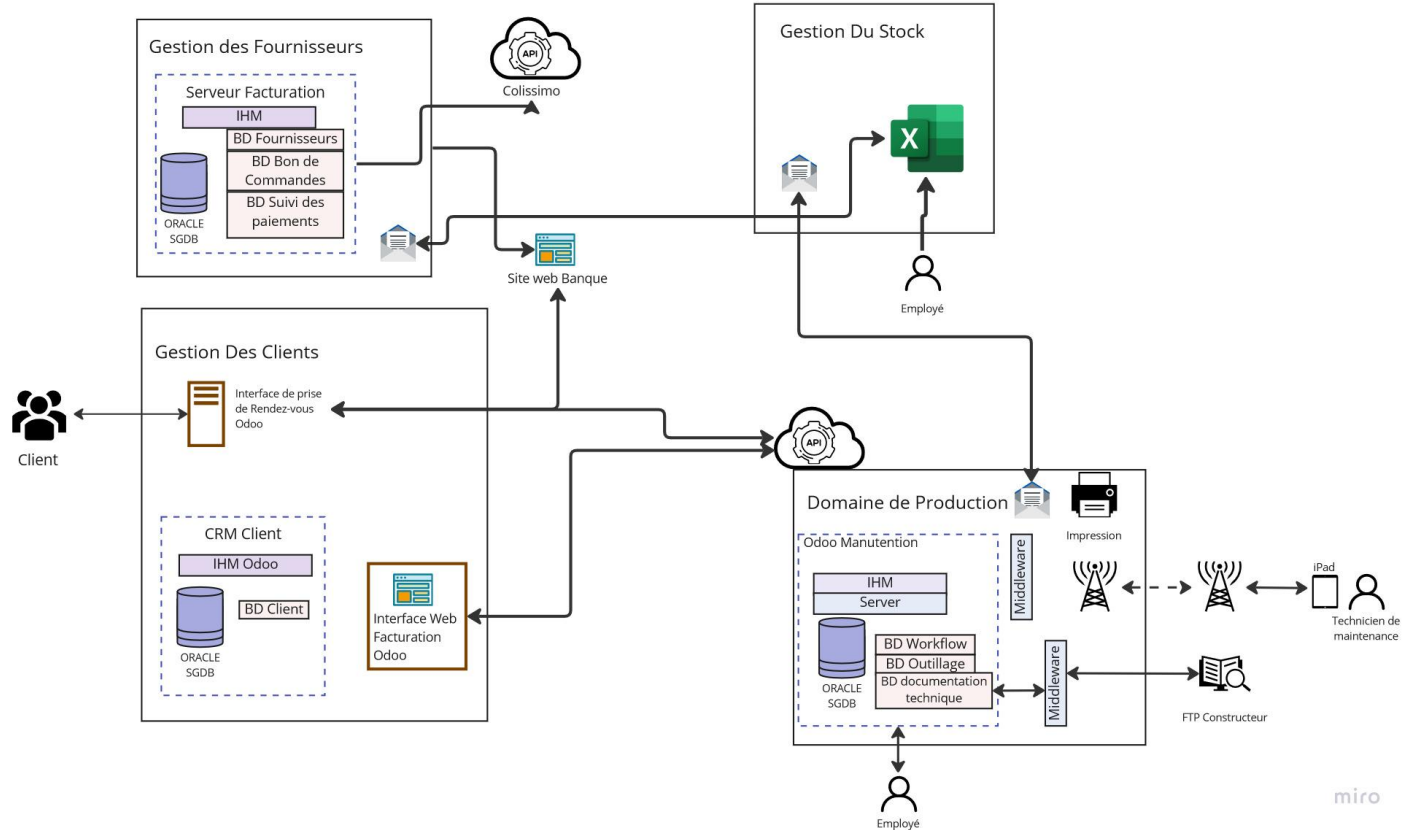 Gestion des Fournisseurs
Serveur Facturation
IHM
BD Fournisseurs
BD Bon de
Commandes
BD Suivi des
paiements
ORACLE
SGDB
API
Colissimo
Site web Banque
Gestion Du Stock
X
Employé
Gestion Des Clients
Interface de prise
de Rendez-vous
Odoo
Client
CRM Client
IHM Odoo
BD Client
ORACLE
SGDB
Interface Web
Facturation
Odoo
API
Domaine de Production
Impression
Odoo Manutention
IHM
Server
Middleware
BD Workflow
BD Outillage
BD documentation
technique
ORACLE
SGDB
Middleware
iPad
Technicien de
maintenance
FTP Constructeur
Employé
miro